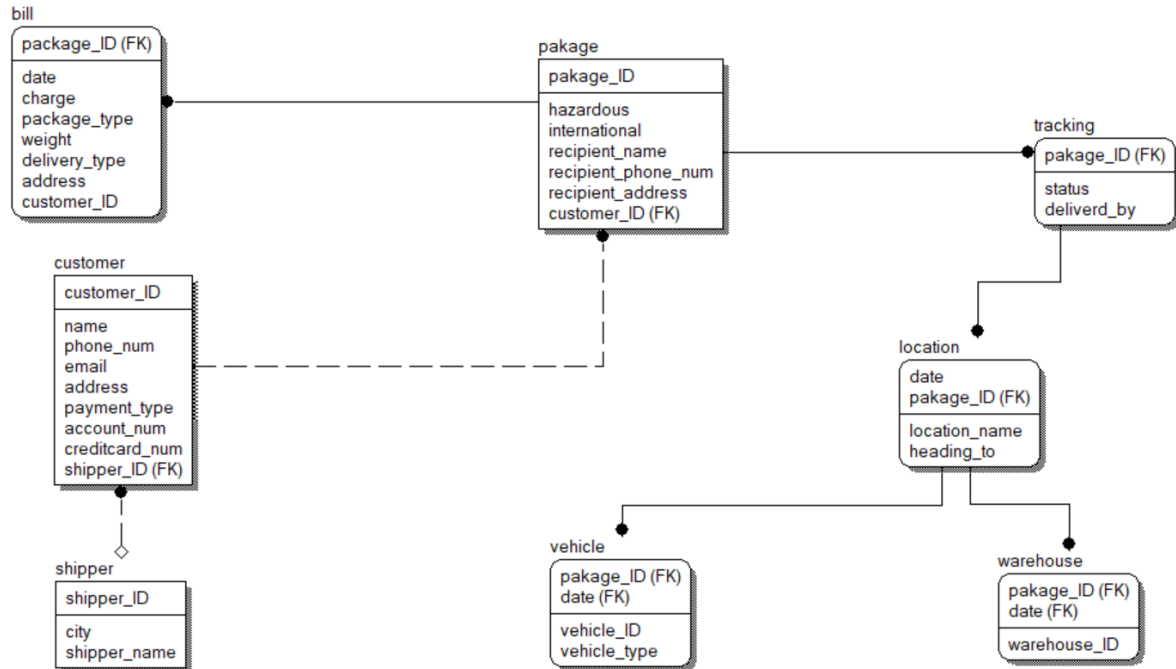 bill
package_ID (FK)
date
charge
package_type
weight
delivery_type
address
customer_ID
pakage
pakage_ID
hazardous
international
recipient_name
recipient_phone_num
recipient_address
customer_ID (FK)
tracking
pakage_ID (FK)
status
deliverd_by
customer
customer_ID
name
phone_num
email
address
payment_type
account_num
creditcard_num
shipper_ID (FK)
location
date
pakage_ID (FK)
location_name
heading_to
shipper
shipper_ID
city
shipper_name
vehicle
pakage_ID (FK)
date (FK)
vehicle_ID
vehicle_type
warehouse
pakage_ID (FK)
date (FK)
warehouse_ID